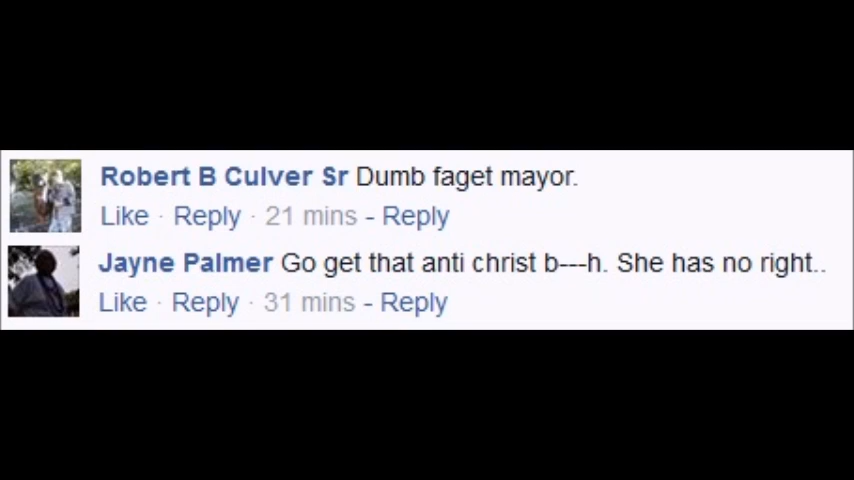 Robert B Culver Sr Dumb faget mayor.
Like · Reply · 21 mins - Reply
Jayne Palmer Go get that anti christ b---h. She has no right..
Like · Reply · 31 mins - Reply